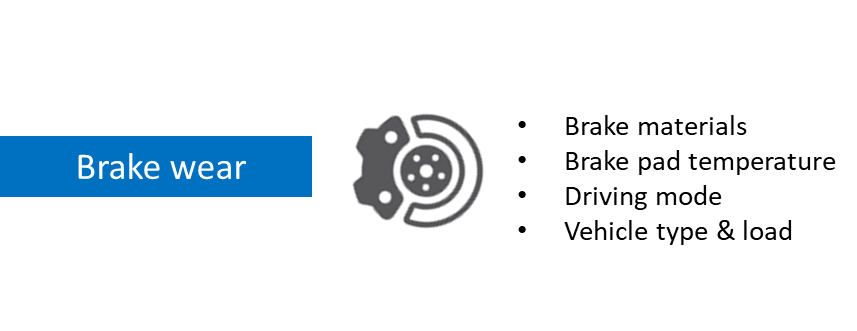 Brake wear
• Brake materials
• Brake pad temperature
• Driving mode
• Vehicle type & load